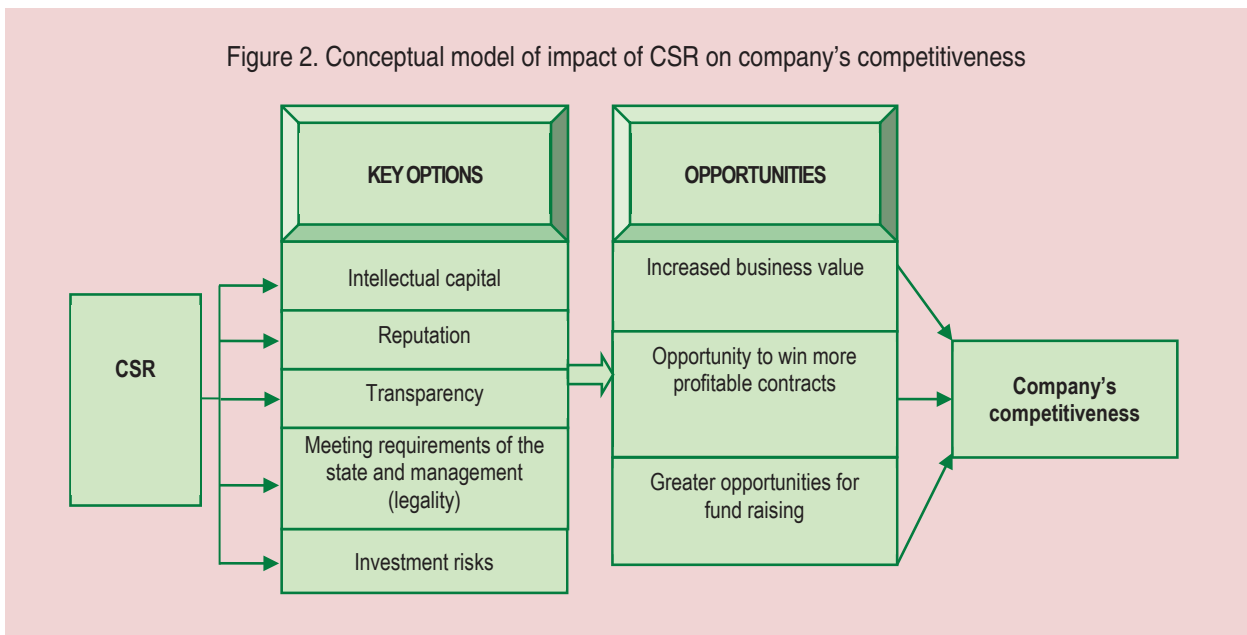 Figure 2. Conceptual model of impact of CSR on company's competitiveness
CSR
KEY OPTIONS
Intellectual capital
Reputation
Transparency
Meeting requirements of the
state and management
(legality)
Investment risks
OPPORTUNITIES
Increased business value
Opportunity to win more
profitable contracts
Greater opportunities for
fund raising
Company's
competitiveness